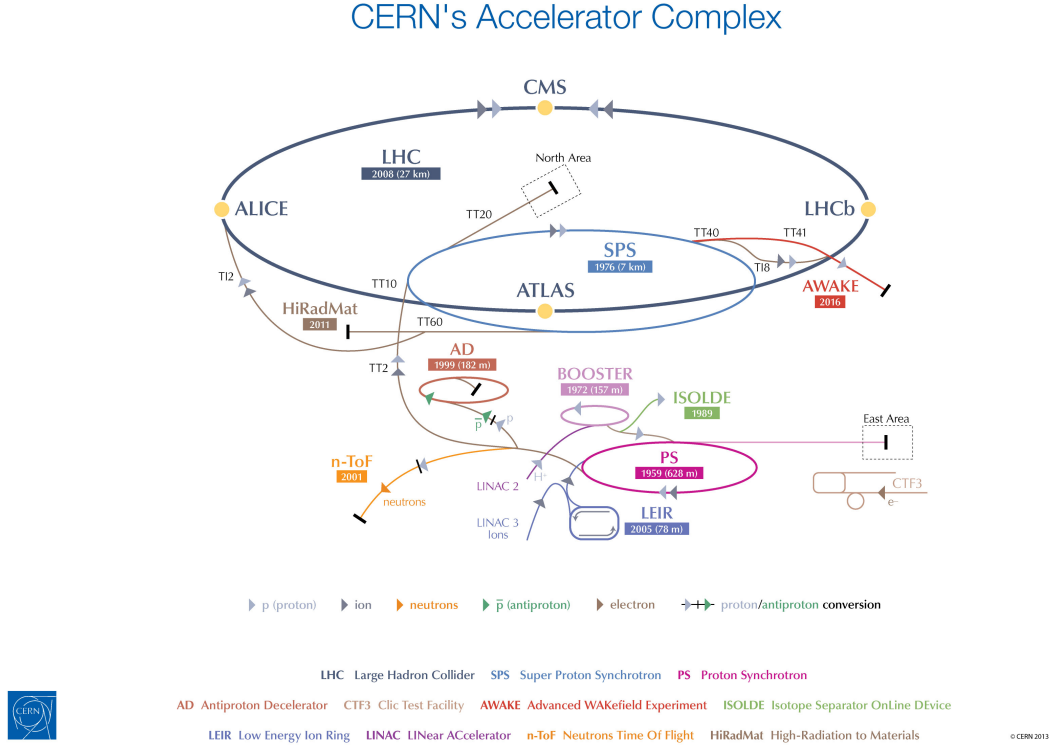 CERN's Accelerator Complex
CMS
LHC
2008 (27 km)
North Area
ALICE
LHCb
TT20
TT40
TT41
SPS
1976 (7 km)
TI8
TI2
TT10
AWAKE
2016
ATLAS
HiRadMat
2011
TT60
AD
1999 (182 m)
TT2
BOOSTER
1972 (157 m)
ISOLDE
1989
p
p̅
East Area
n-ToF
2001
neutrons
PS
1959 (628 m)
H⁺
LINAC 2
CTF3
e–
LINAC 3
Ions
LEIR
2005 (78 m)
p (proton) ion neutrons p̅ (antiproton) electron proton/antiproton conversion
LHC Large Hadron Collider SPS Super Proton Synchrotron PS Proton Synchrotron
AD Antiproton Decelerator CTF3 Clic Test Facility AWAKE Advanced WAKefield Experiment ISOLDE Isotope Separator OnLine DEvice
LEIR Low Energy Ion Ring LINAC LINear ACcelerator n-ToF Neutrons Time Of Flight HiRadMat High-Radiation to Materials
CERN
© CERN 2013